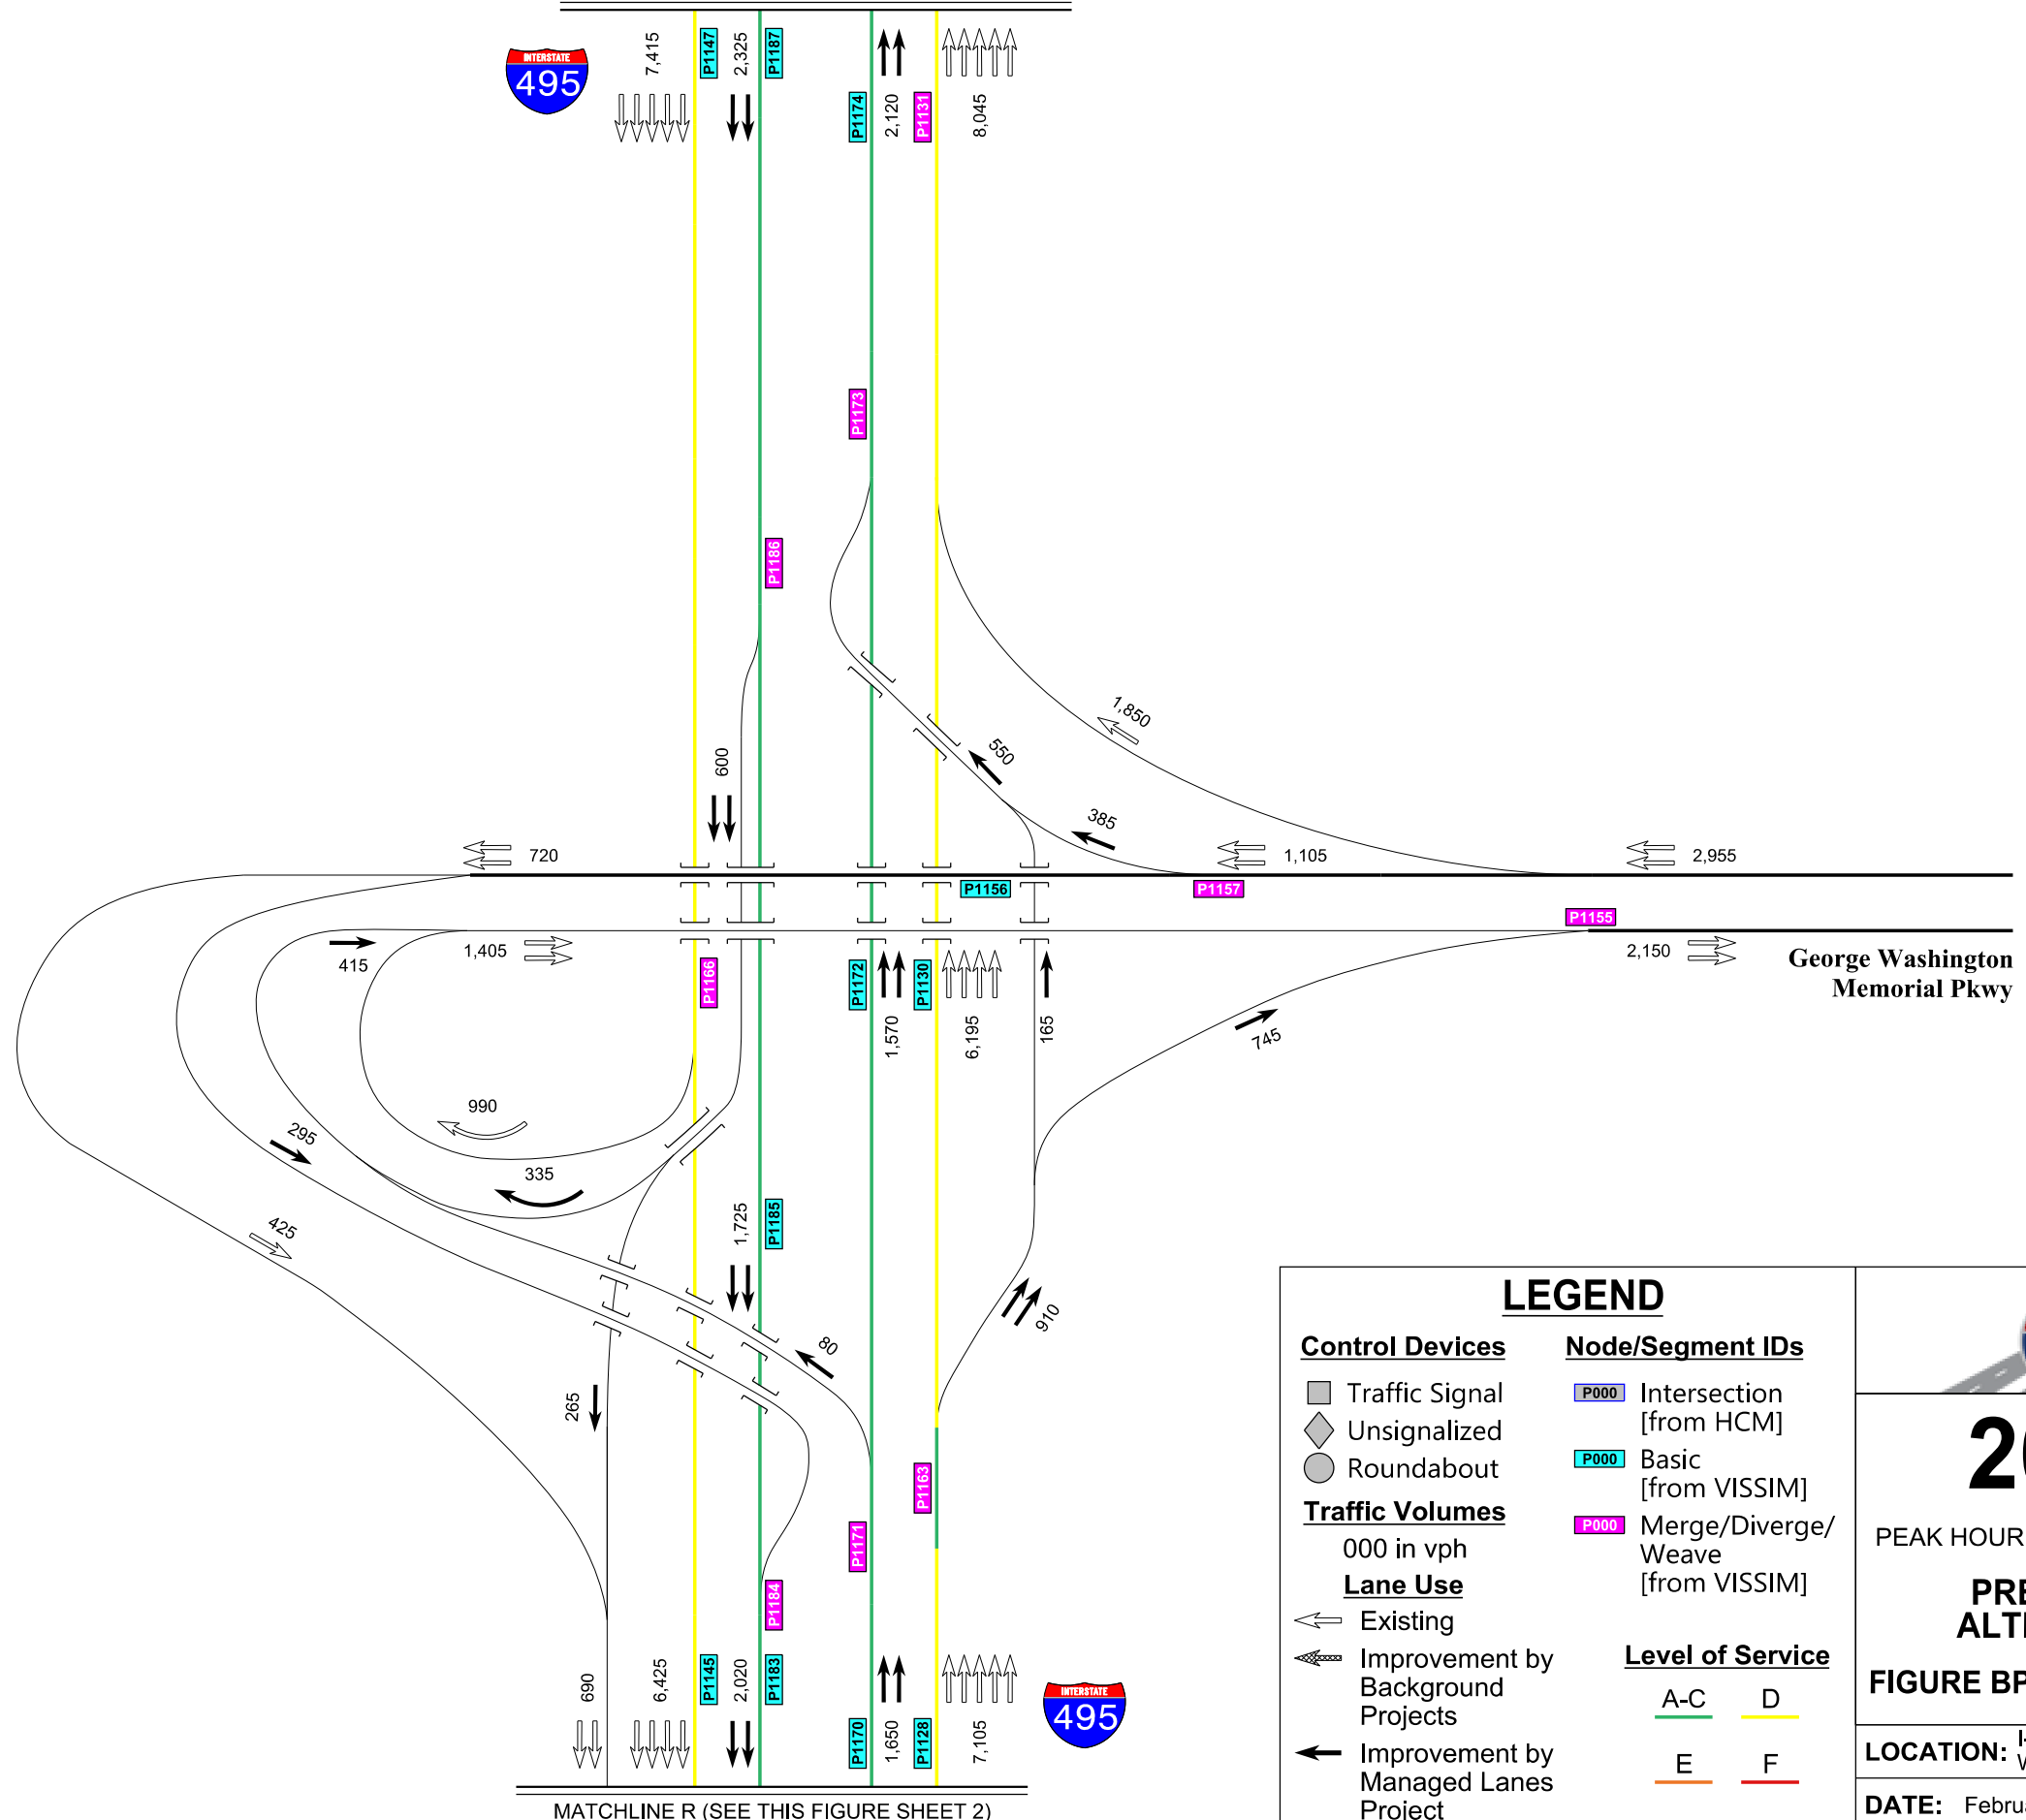 7,415
P1147
2,325
P1187
P1174
2,120
P1131
8,045
INTERSTATE
495
P1173
P1186
1,850
550
600
385
720
1,105
2,955
P1156
P1157
P1155
415
1,405
2,150
George Washington
Memorial Pkwy
P1166
P1172
1,570
P1130
6,195
165
745
990
295
335
425
1,725
P1185
910
80
265
P1163
P1171
P1184
690
6,425
P1145
2,020
P1183
P1170
1,650
P1128
7,105
INTERSTATE
495
MATCHLINE R (SEE THIS FIGURE SHEET 2)
LEGEND
Control Devices
Traffic Signal
Unsignalized
Roundabout
Traffic Volumes
000 in vph
Lane Use
Existing
Improvement by
Background
Projects
Improvement by
Managed Lanes
Project
Node/Segment IDs
P000 Intersection
[from HCM]
P000 Basic
[from VISSIM]
P000 Merge/Diverge/
Weave
[from VISSIM]
Level of Service
A-C D
E F
PEAK HOUR
FIGURE BP
LOCATION:
DATE: